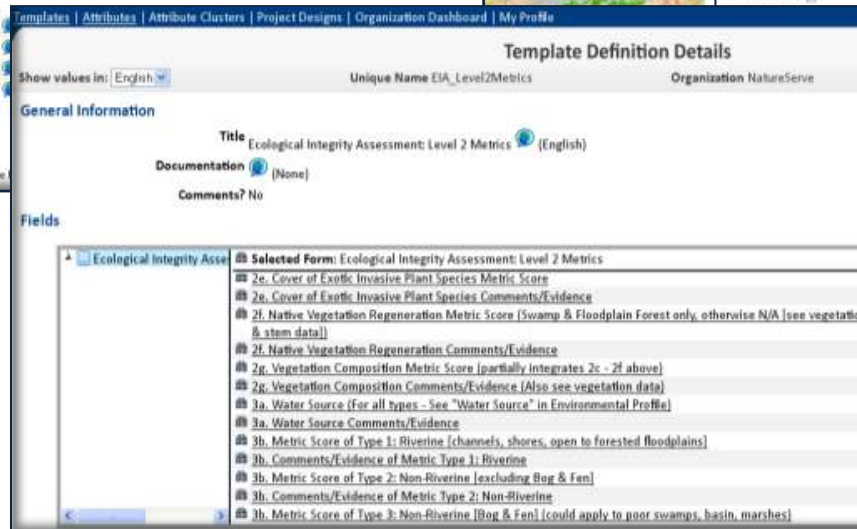 Templates | Attributes | Attribute Clusters | Project Designs | Organization Dashboard | My Profile
Template Definition Details
Show values in: English Unique Name EIA_Level2Metrics Organization NatureServe
General Information
Title Ecological Integrity Assessment: Level 2 Metrics (English)
Documentation (None)
Comments? No
Fields
Ecological Integrity Asse
Selected Form: Ecological Integrity Assessment: Level 2 Metrics
2e. Cover of Exotic Invasive Plant Species Metric Score
2e. Cover of Exotic Invasive Plant Species Comments/Evidence
2f. Native Vegetation Regeneration Metric Score (Swamp & Floodplain Forest only, otherwise N/A [see vegetatio
& stem data])
2f. Native Vegetation Regeneration Comments/Evidence
2g. Vegetation Composition Metric Score [partially integrates 2c - 2f above]
2g. Vegetation Composition Comments/Evidence (Also see vegetation data)
3a. Water Source (For all types - See "Water Source" in Environmental Profile)
3a. Water Source Comments/Evidence
3b. Metric Score of Type 1: Riverine [channels, shores, open to forested floodplains]
3b. Comments/Evidence of Metric Type 1: Riverine
3b. Metric Score of Type 2: Non-Riverine [excluding Bog & Fen]
3b. Comments/Evidence of Metric Type 2: Non-Riverine
3b. Metric Score of Type 3: Non-Riverine [Bog & Fen] (could apply to poor swamps, basin, marshes)